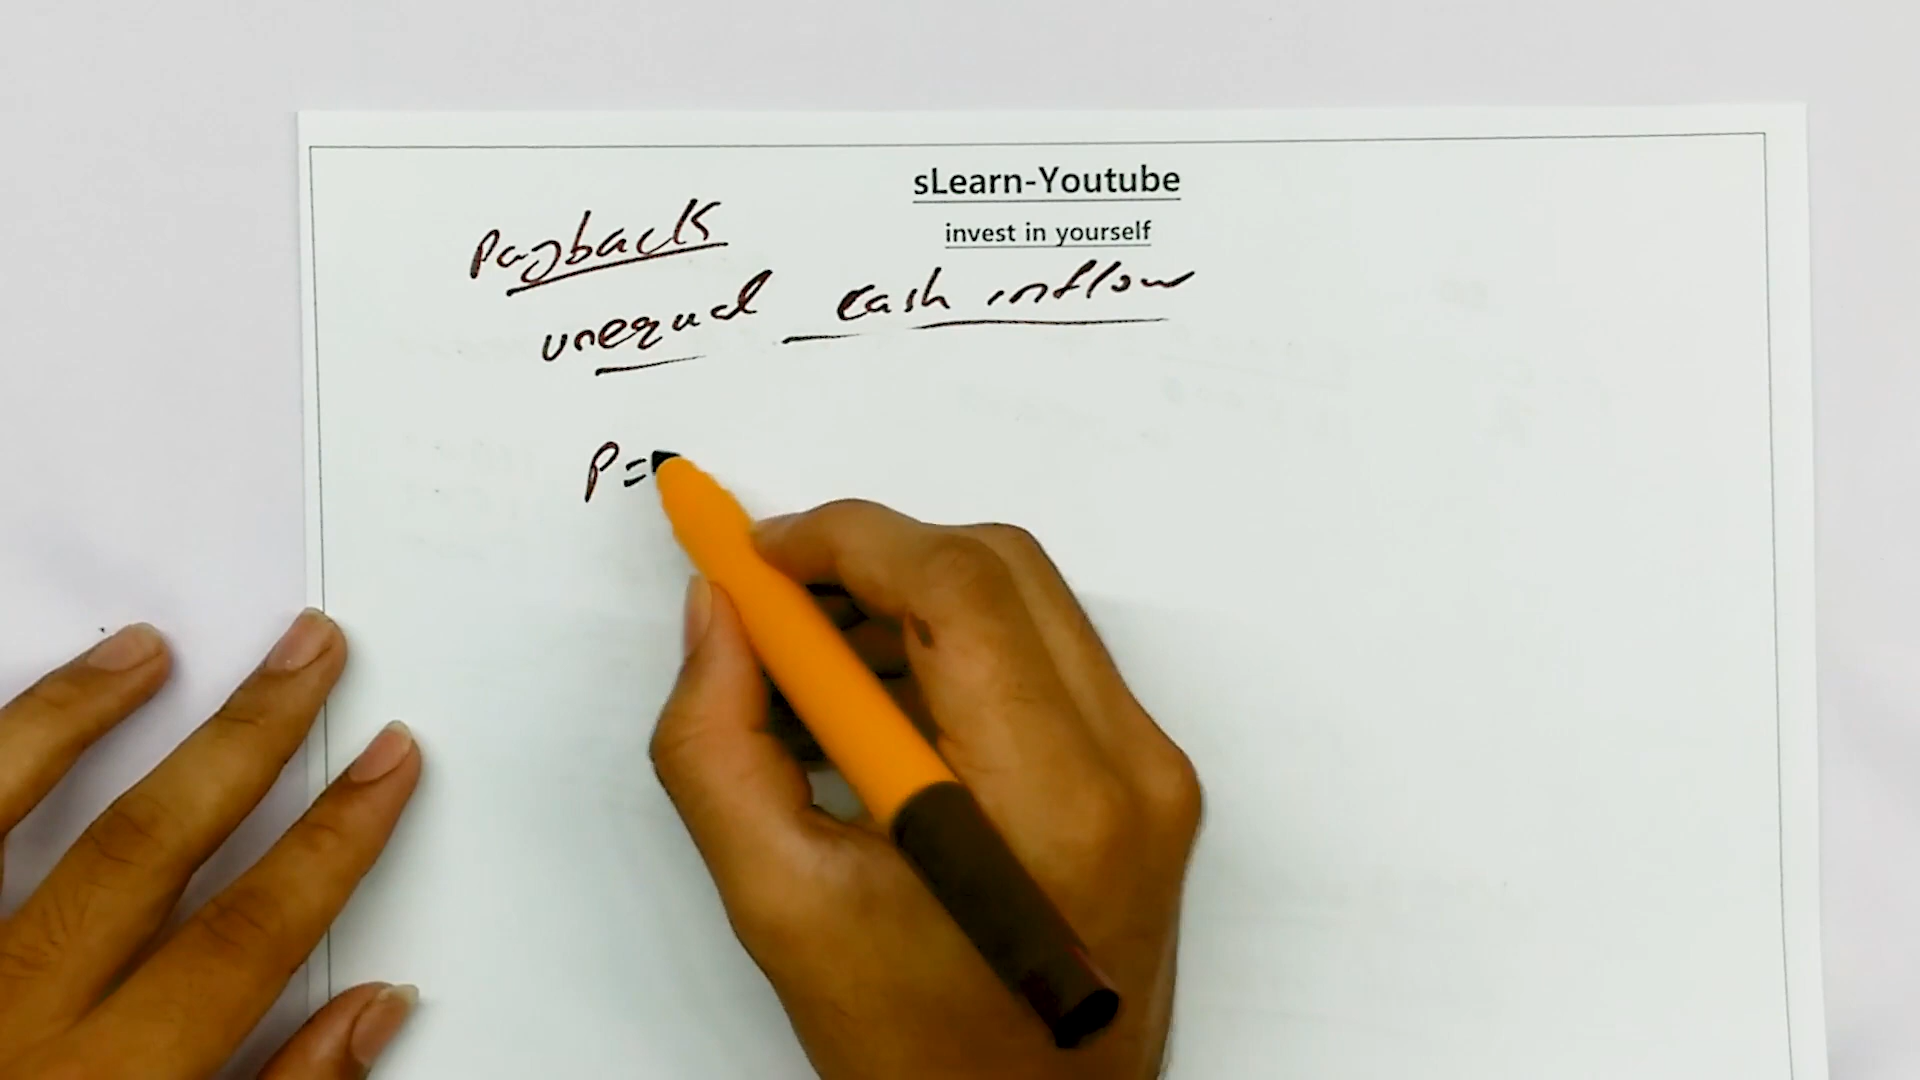 sLearn-Youtube
invest in yourself
Payback
unequal cash inflow
P=